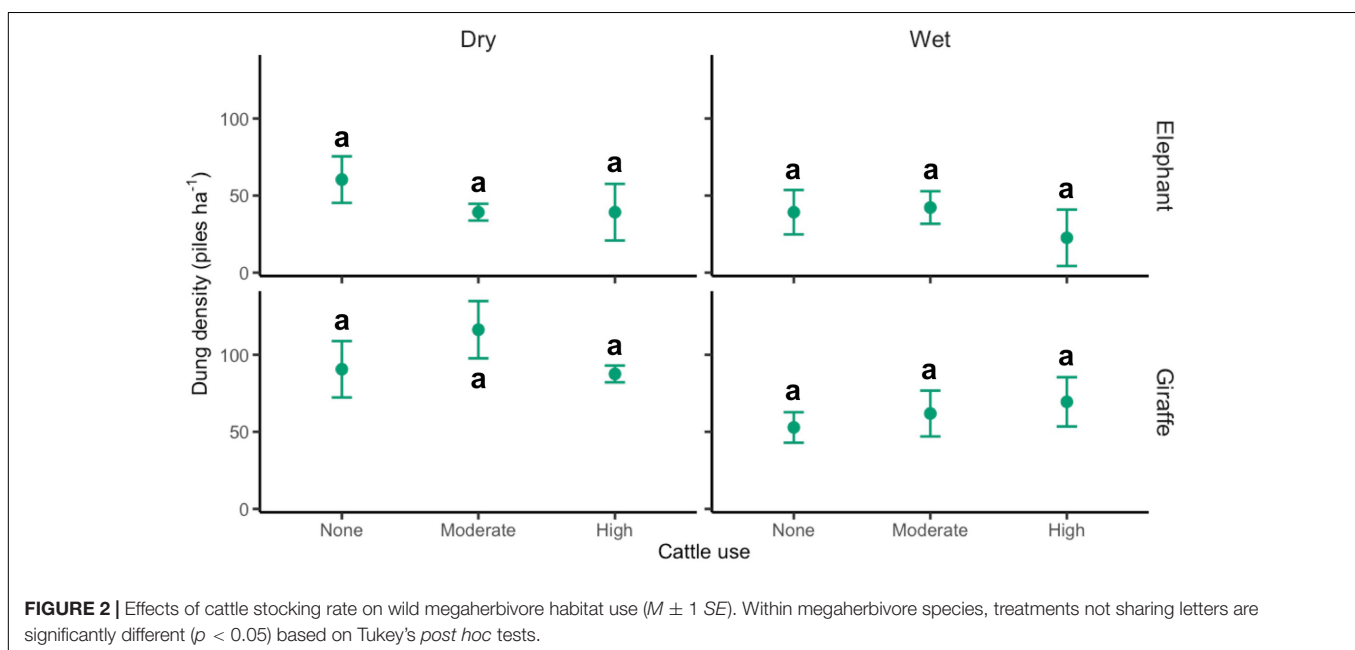 Dry
Wet
Dung density (piles ha⁻¹)
100
50
0
a
a
a
a
a
a
Elephant
100
50
0
a
a
a
a
a
a
Giraffe
None
Moderate
High
None
Moderate
High
Cattle use
FIGURE 2 | Effects of cattle stocking rate on wild megaherbivore habitat use (M ± 1 SE). Within megaherbivore species, treatments not sharing letters are
significantly different (p < 0.05) based on Tukey's post hoc tests.